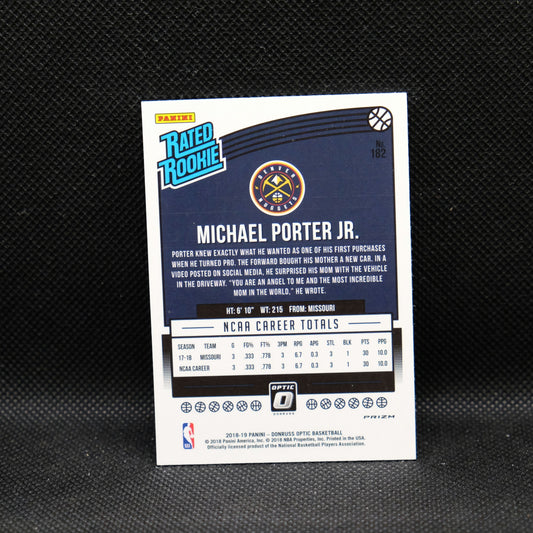 PANINI
RATED
ROOKIE
No.
182
DENVER
NUGGETS
MICHAEL PORTER JR.
PORTER KNEW EXACTLY WHAT HE WANTED AS ONE OF HIS FIRST PURCHASES
WHEN HE TURNED PRO. THE FORWARD BOUGHT HIS MOTHER A NEW CAR. IN A
VIDEO POSTED ON SOCIAL MEDIA, HE SURPRISED HIS MOM WITH THE VEHICLE
IN THE DRIVEWAY. “YOU ARE AN ANGEL TO ME AND THE MOST INCREDIBLE
MOM IN THE WORLD,” HE WROTE.
HT: 6' 10" WT: 215 FROM: MISSOURI
NCAA CAREER TOTALS
SEASON TEAM G FG% FT% 3PM RPG APG STL BLK PTS PPG
17-18 MISSOURI 3 .333 .778 3 6.7 0.3 3 1 30 10.0
NCAA CAREER 3 .333 .778 3 6.7 0.3 3 1 30 10.0
OPTIC
DONRUSS
PRIZM
NBA
2018-19 PANINI - DONRUSS OPTIC BASKETBALL
© 2018 Panini America, Inc. © 2018 NBA Properties, Inc. Printed in the USA.
Officially licensed product of the National Basketball Players Association.